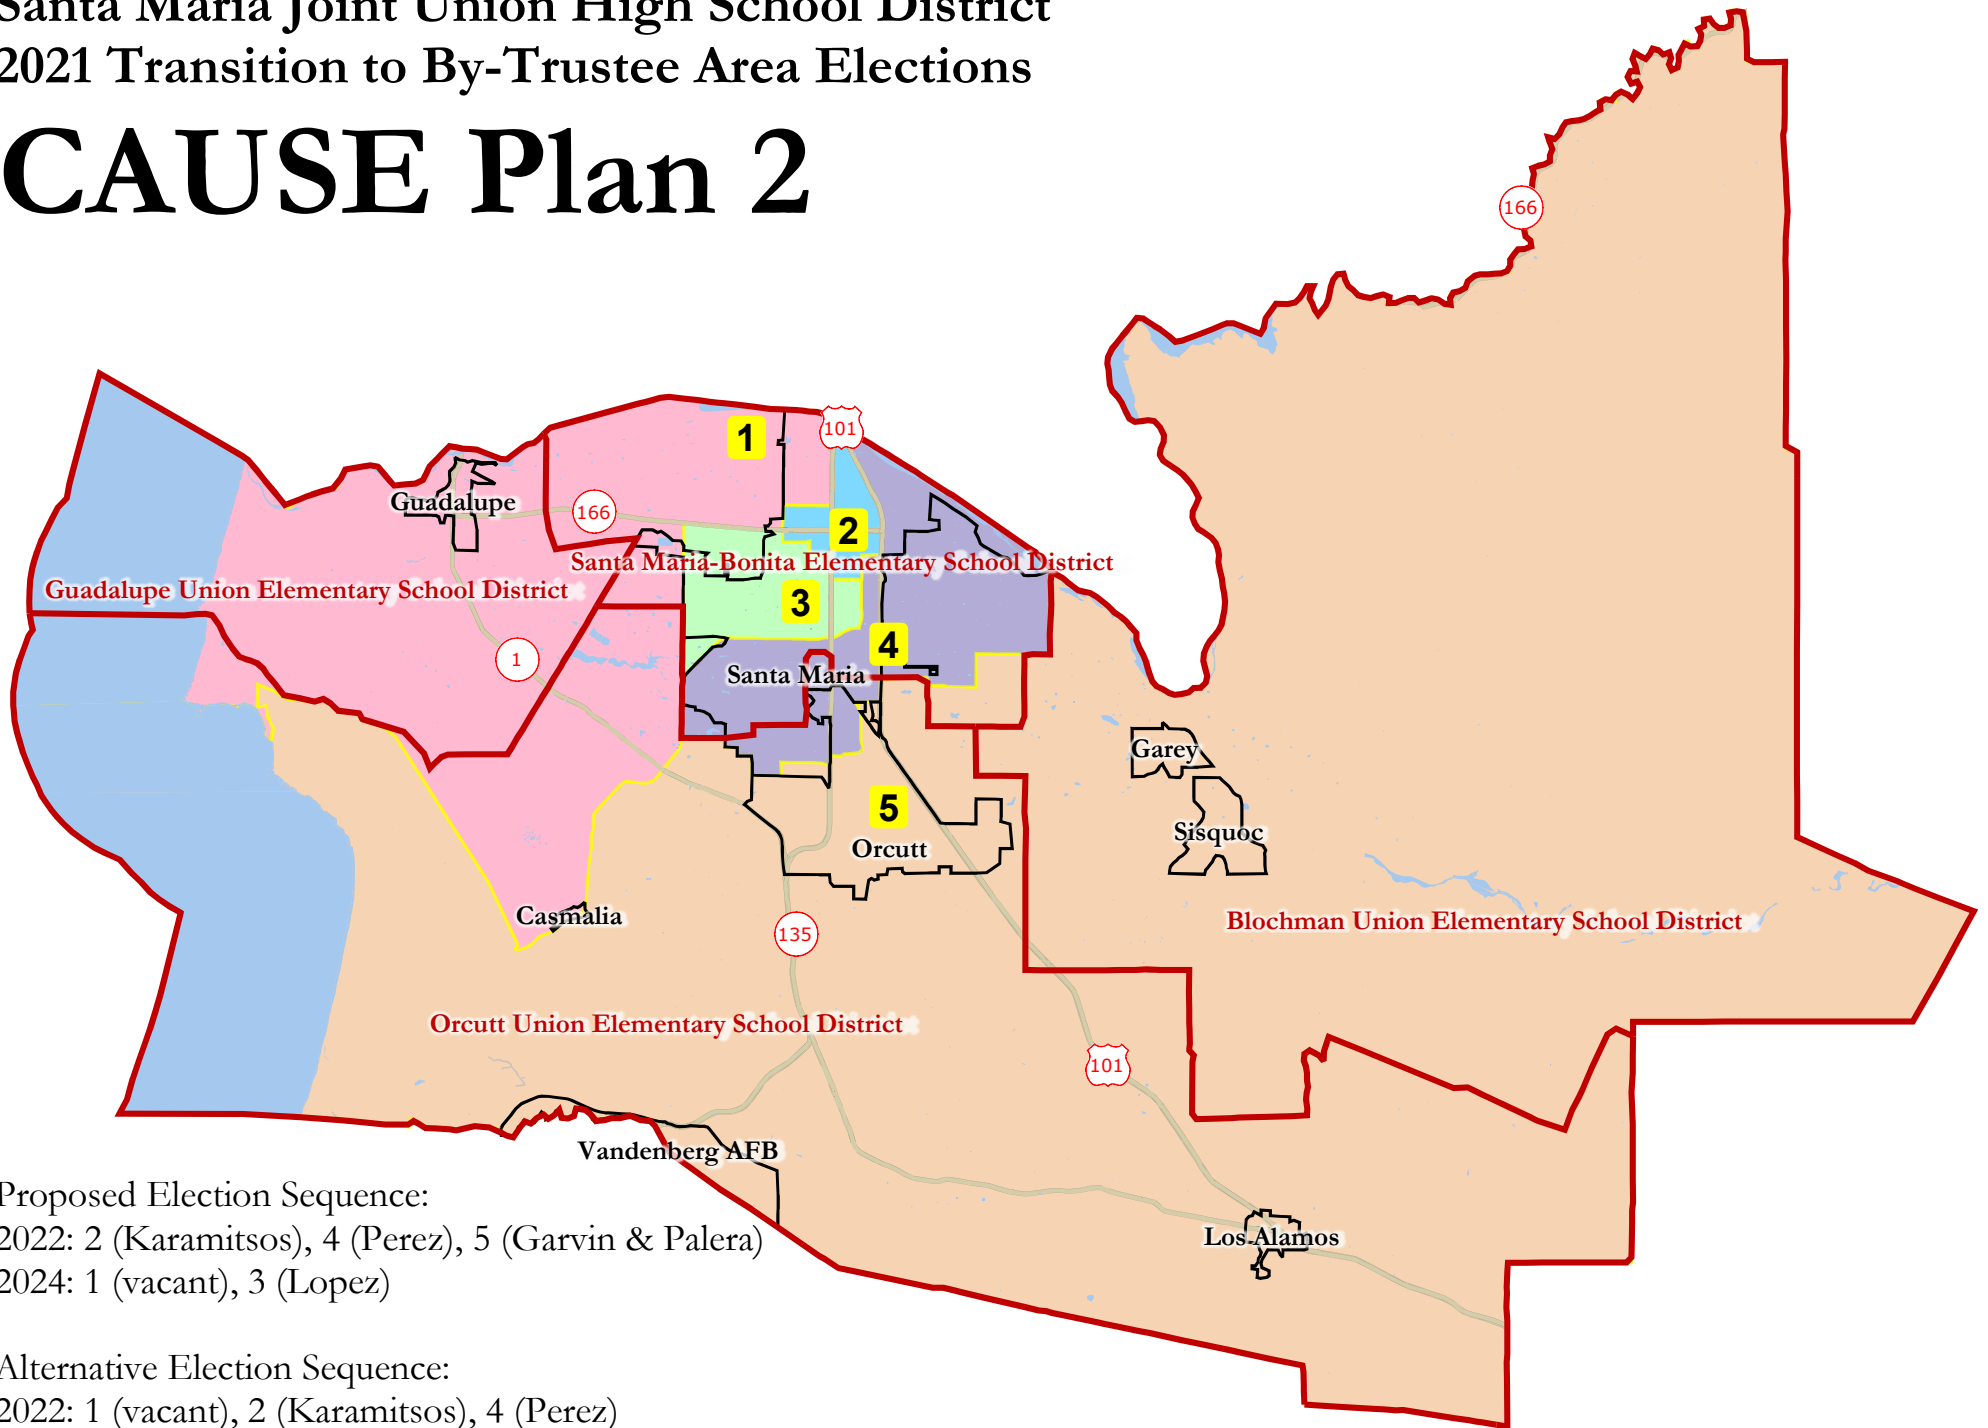 Santa Maria Joint Union High School District
2021 Transition to By-Trustee Area Elections
CAUSE Plan 2
166
1
101
Guadalupe
166
2
Santa Maria-Bonita Elementary School District
Guadalupe Union Elementary School District
3
4
1
Santa Maria
Garey
5
Sisquoc
Orcutt
Casmalia
Blochman Union Elementary School District
135
Orcutt Union Elementary School District
101
Vandenberg AFB
Los Alamos
Proposed Election Sequence:
2022: 2 (Karamitsos), 4 (Perez), 5 (Garvin & Palera)
2024: 1 (vacant), 3 (Lopez)
Alternative Election Sequence:
2022: 1 (vacant), 2 (Karamitsos), 4 (Perez)